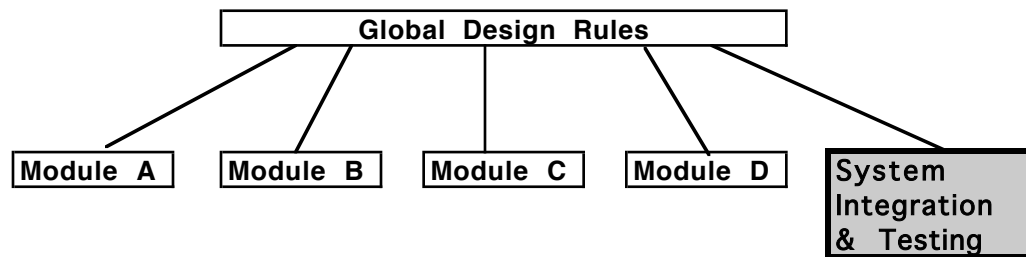 Global Design Rules
Module A
Module B
Module C
Module D
System
Integration
& Testing